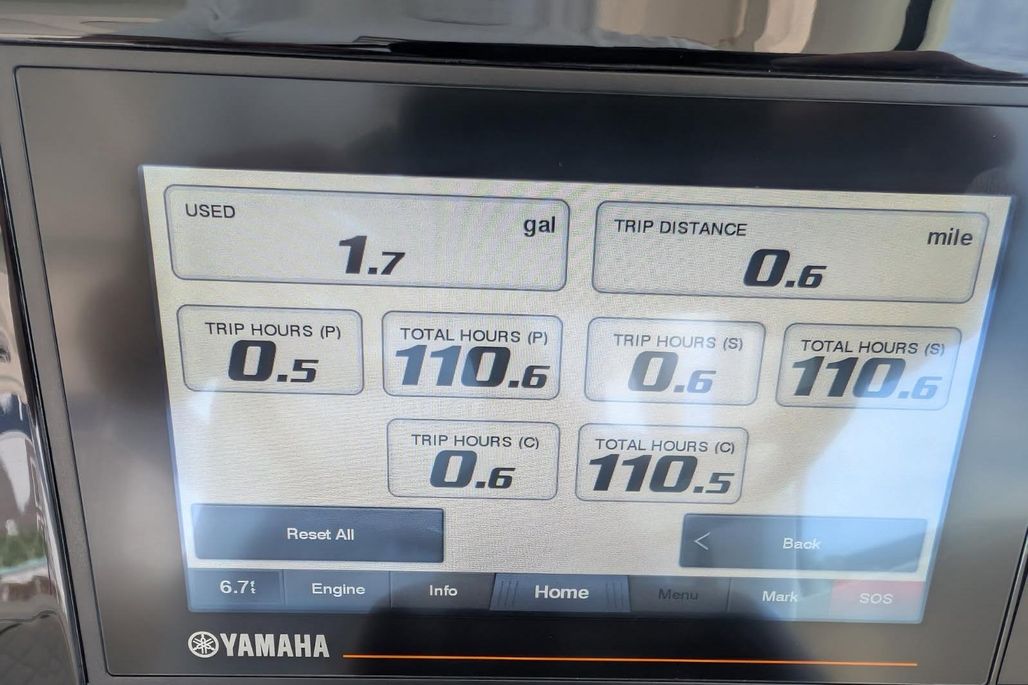 USED
gal
1.7
TRIP DISTANCE
mile
0.6
TRIP HOURS (P)
0.5
TOTAL HOURS (P)
110.6
TRIP HOURS (S)
0.6
TOTAL HOURS (S)
110.6
TRIP HOURS (C)
0.6
TOTAL HOURS (C)
110.5
Reset All
< Back
6.7ft Engine Info Home Menu Mark SOS
YAMAHA